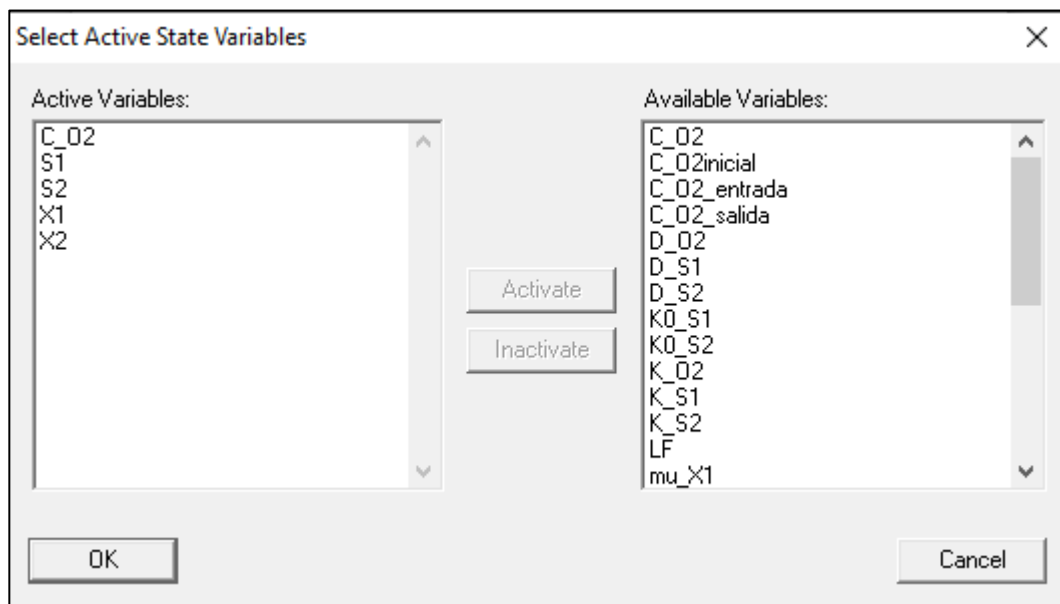 Select Active State Variables
Active Variables:
C_O2
S1
S2
X1
X2
Activate
Inactivate
Available Variables:
C_O2
C_O2inicial
C_O2_entrada
C_O2_salida
D_O2
D_S1
D_S2
K0_S1
K0_S2
K_O2
K_S1
K_S2
LF
mu_X1
OK
Cancel